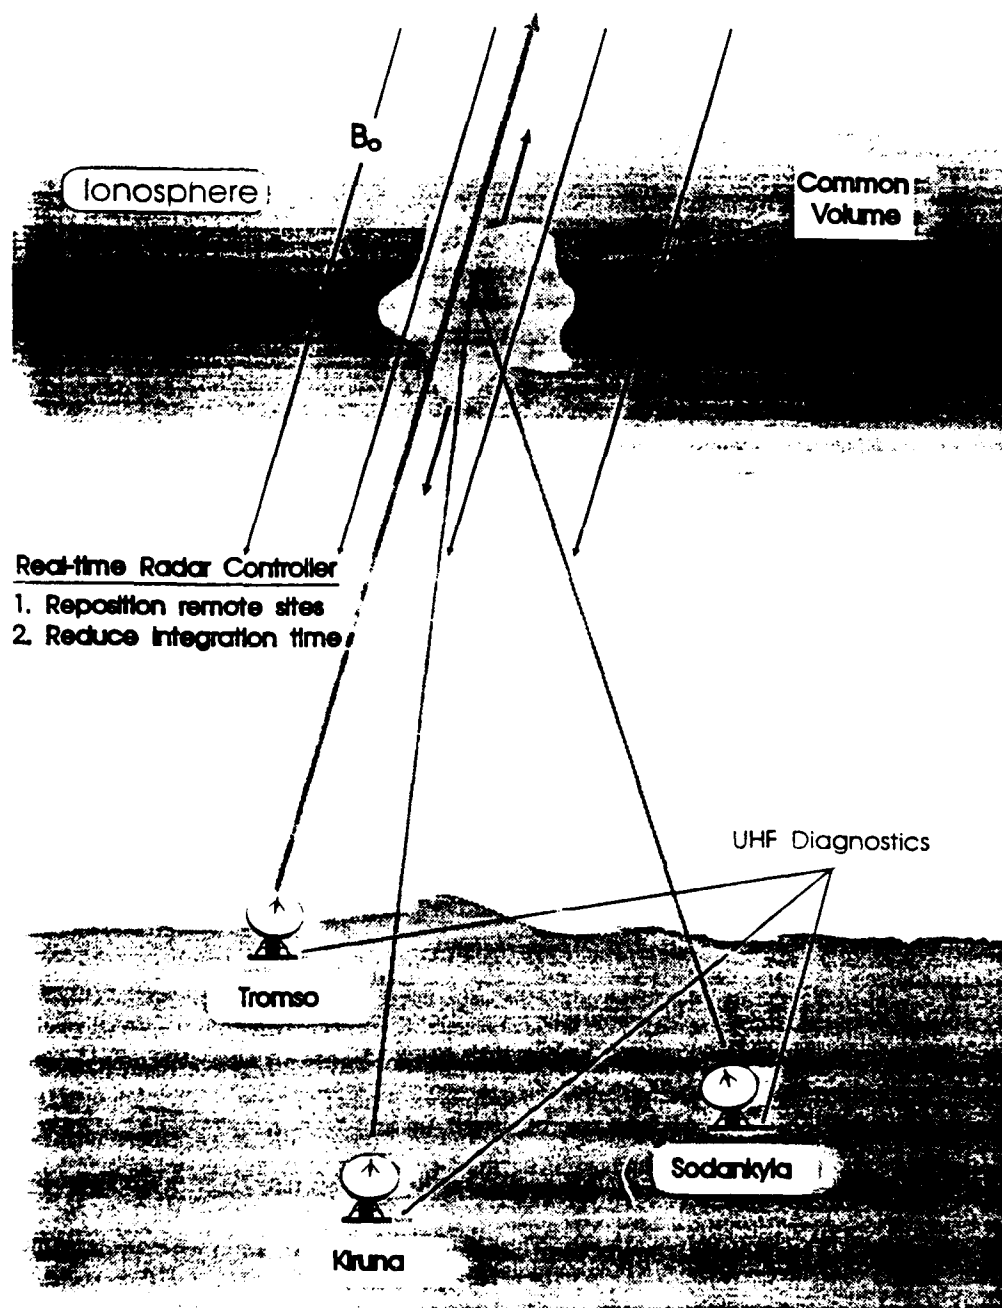 B₀
Ionosphere
Common
Volume
Real-time Radar Controller
1. Reposition remote sites
2. Reduce integration time
UHF Diagnostics
Tromso
Sodankyla
Kiruna